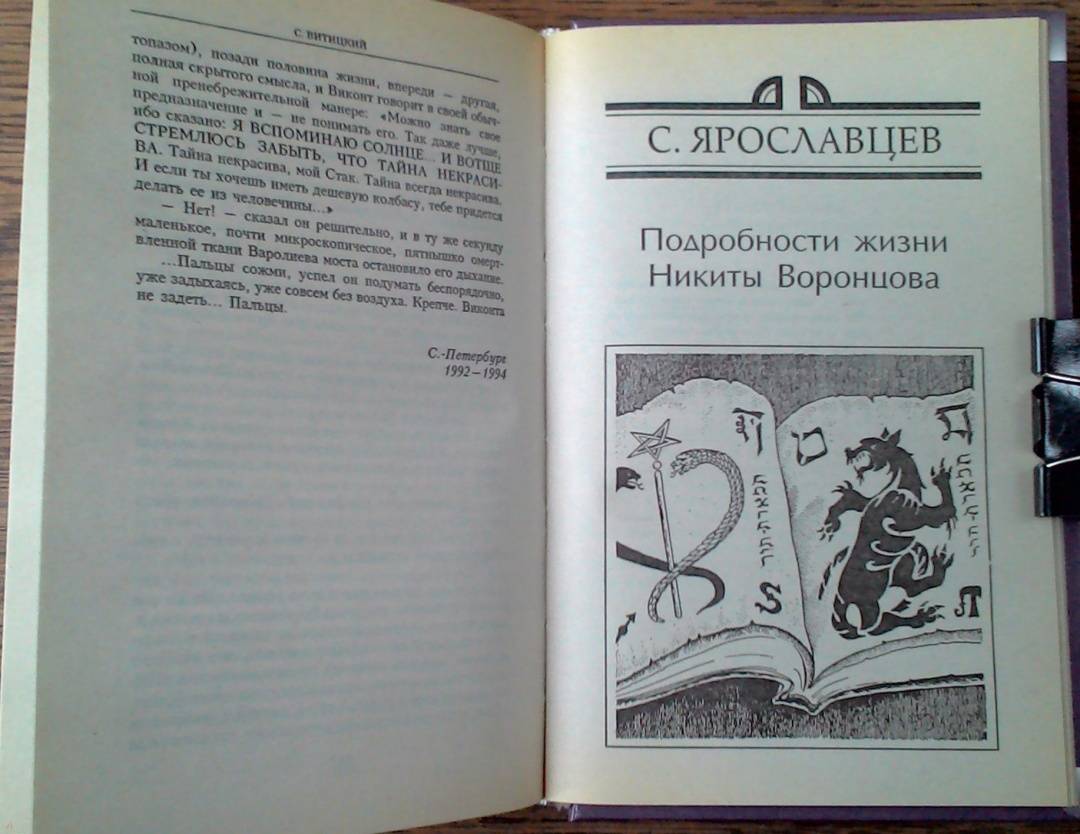 С. ВИТИЦКИЙ
топазом), позади половина жизни, впереди — другая,
полная скрытого смысла, и Виконт говорит в своей обыч-
ной пренебрежительной манере: «Можно знать свое
предназначение и — не понимать его. Так даже лучше,
ибо сказано: Я ВСПОМИНАЮ СОЛНЦЕ... И ВОТЩЕ
СТРЕМЛЮСЬ ЗАБЫТЬ, ЧТО ТАЙНА НЕКРАСИ-
ВА. Тайна некрасива, мой Стак. Тайна всегда некрасива.
И если ты хочешь иметь дешевую колбасу, тебе придется
делать ее из человечины...»
— Нет! — сказал он решительно, и в ту же секунду
маленькое, почти микроскопическое, пятнышко омерт-
вленной ткани Варолиева моста остановило его дыхание.
...Пальцы сожми, успел он подумать беспорядочно,
уже задыхаясь, уже совсем без воздуха. Крепче. Виконта
не задеть... Пальцы.
С.-Петербург
1992—1994
С. ЯРОСЛАВЦЕВ
Подробности жизни
Никиты Воронцова